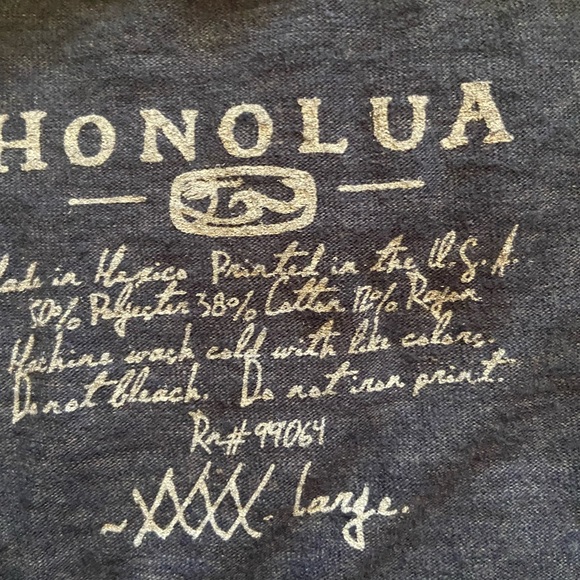 HONOLUA
Made in Mexico Printed in the U.S.A.
50% Polyester 38% Cotton 12% Rayon
Machine wash cold with like colors.
Do not bleach. Do not iron print.
Rn# 99064
~XXXX. large.